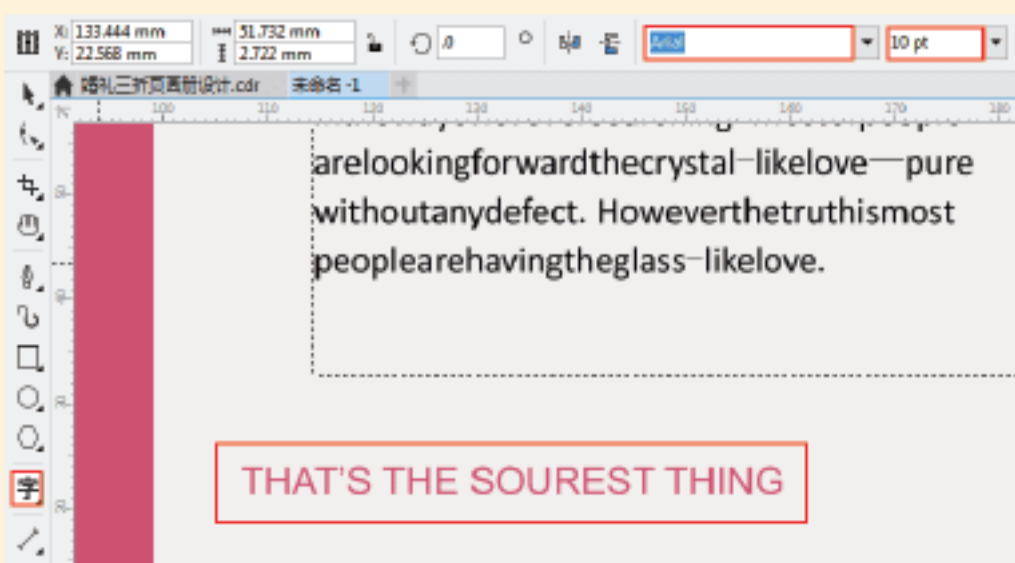 X: 133.444 mm
Y: 22.568 mm
51.732 mm
2.722 mm
.0
Arial
10 pt
婚礼三折页画册设计.cdr
未命名 -1
100 110 120 130 140 150 160 170 180
arelookingforwardthecrystal-likelove—pure
withoutanydefect. Howeverthetruthismost
peoplearehavingtheglass-likelove.
THAT'S THE SOUREST THING
字